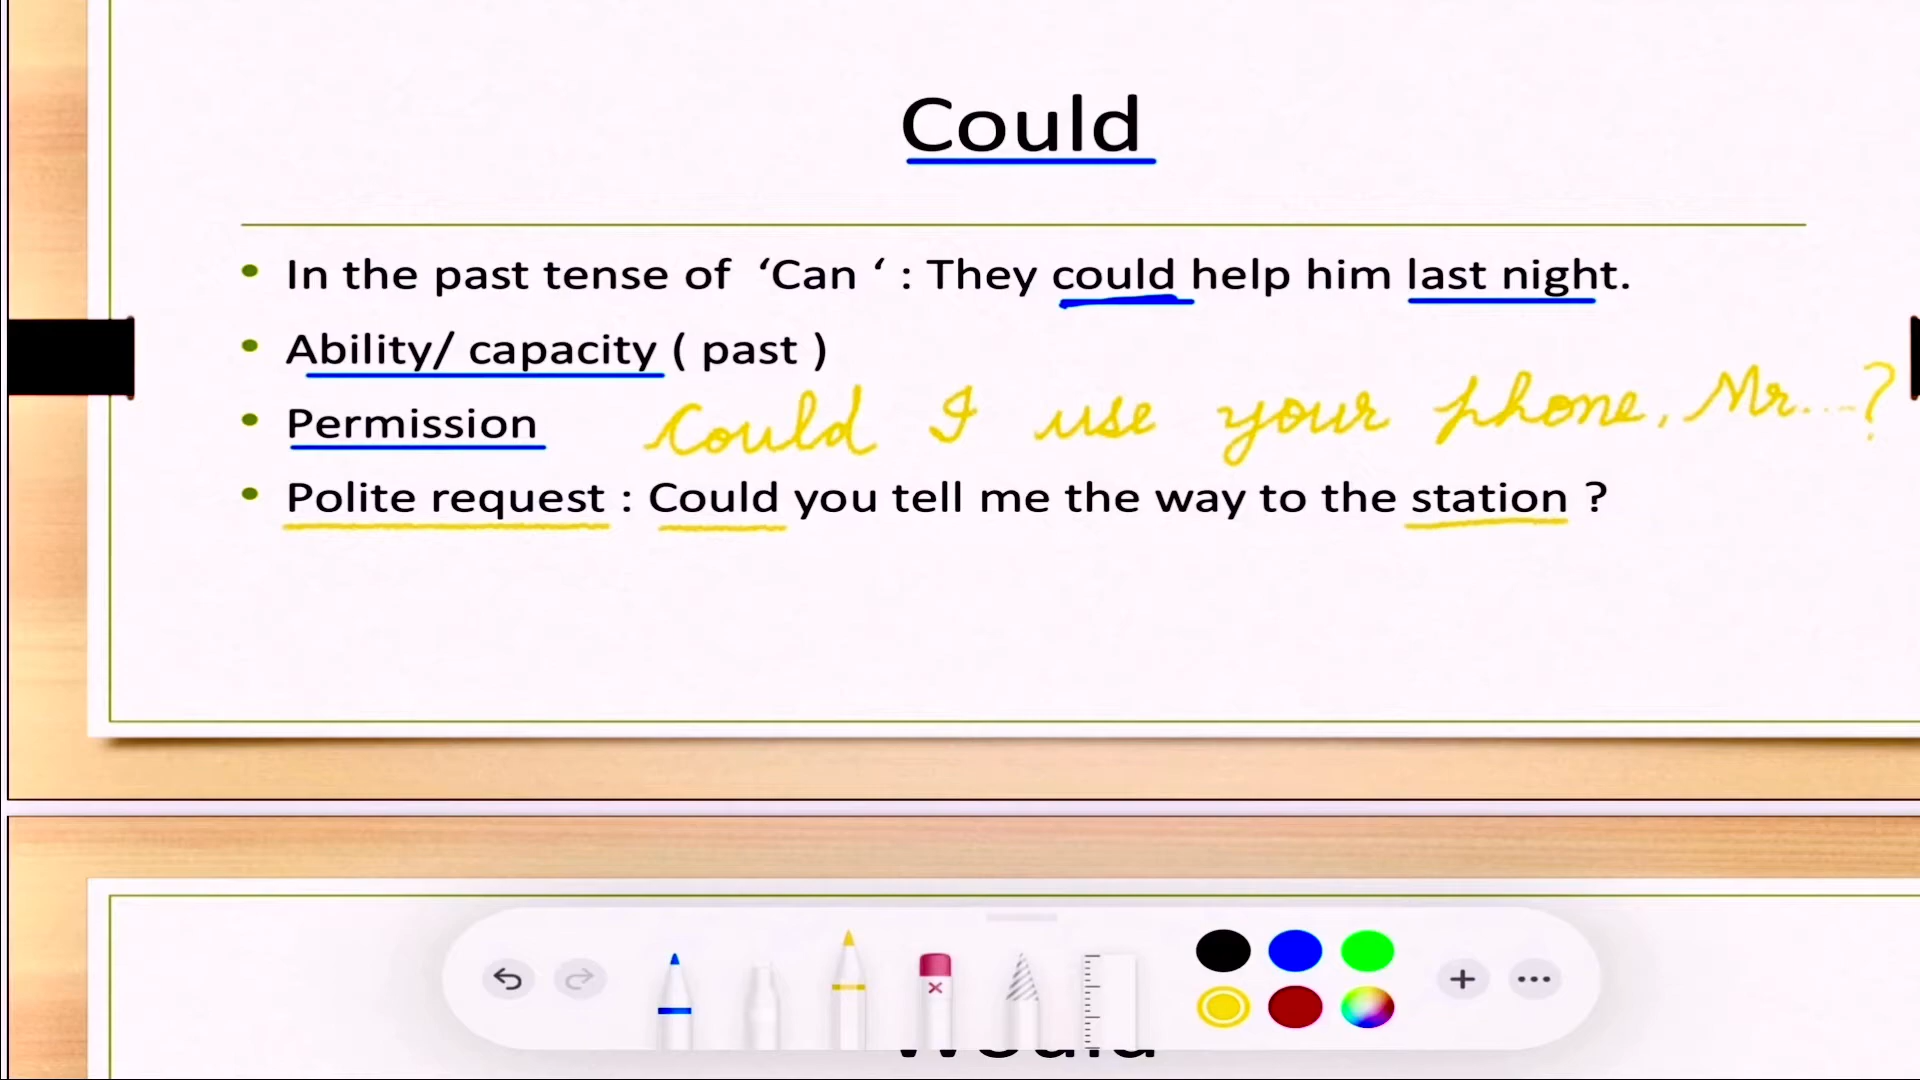 Could
In the past tense of ‘Can ‘ : They could help him last night.
Ability/ capacity ( past )
Permission Could I use your phone, Mr....?
Polite request : Could you tell me the way to the station ?
Would